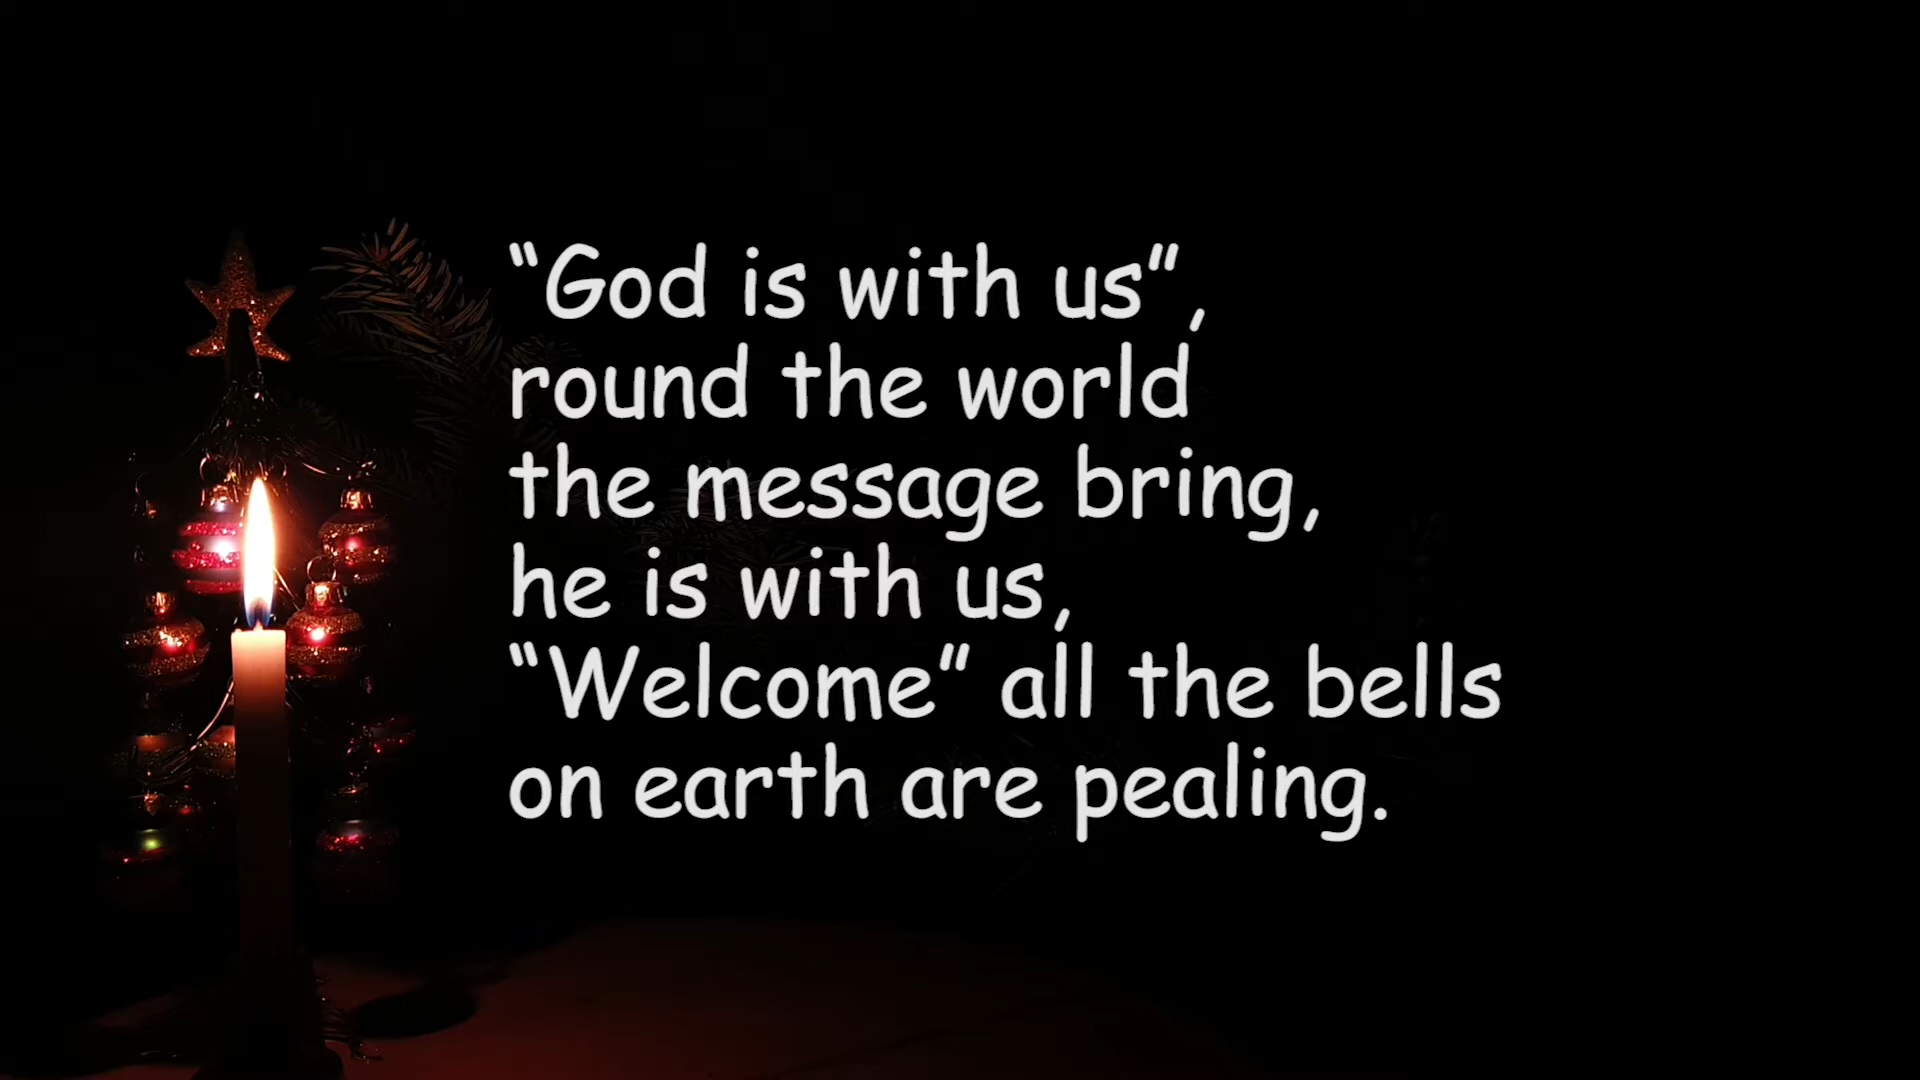 “God is with us”,
round the world
the message bring,
he is with us,
“Welcome” all the bells
on earth are pealing.